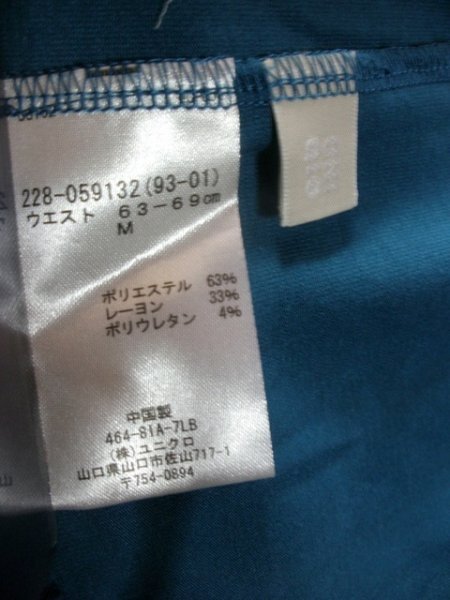 228-059132(93-01)
ウエスト 63-69cm
M
ポリエステル 63%
レーヨン 33%
ポリウレタン 4%
中国製
464-81A-7LB
(株)ユニクロ
山口県山口市佐山717-1
〒754-0894